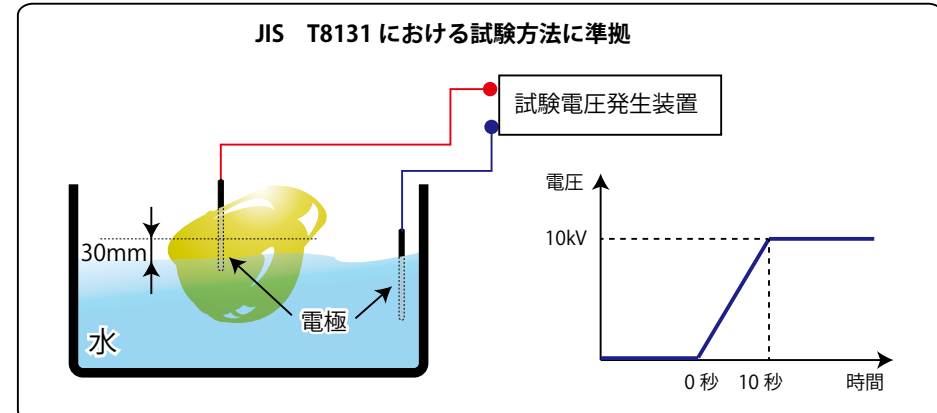 JIS　T8131 における試験方法に準拠
試験電圧発生装置
電圧
10kV
30mm
電極
水
0 秒
10 秒
時間